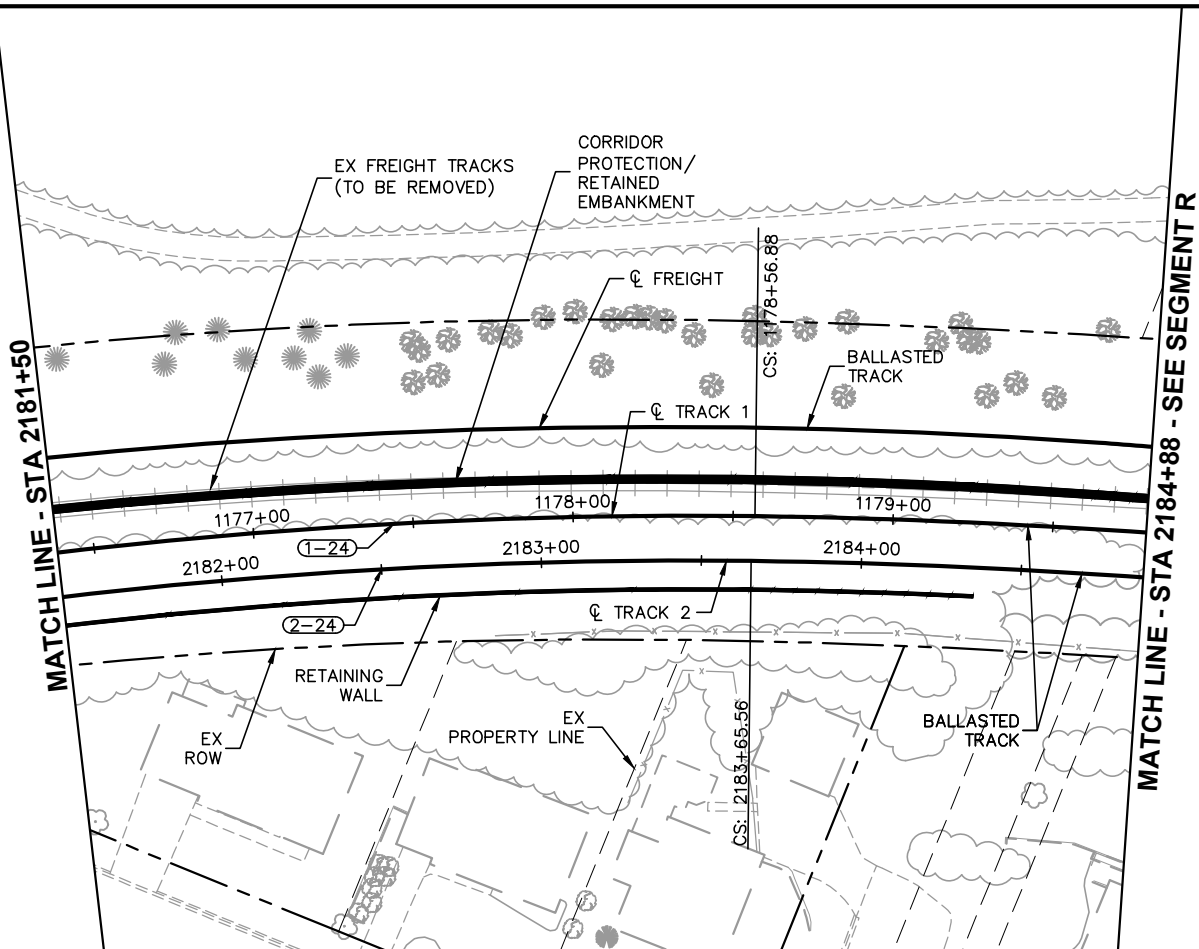 CORRIDOR
PROTECTION/
RETAINED
EMBANKMENT
EX FREIGHT TRACKS
(TO BE REMOVED)
℄ FREIGHT
CS: 1178+56.88
BALLASTED
TRACK
℄ TRACK 1
MATCH LINE - STA 2181+50
MATCH LINE - STA 2184+88 - SEE SEGMENT R
1177+00
1178+00
1179+00
1-24
2182+00
2183+00
2184+00
2-24
℄ TRACK 2
RETAINING
WALL
EX
ROW
EX
PROPERTY LINE
CS: 2183+65.56
BALLASTED
TRACK